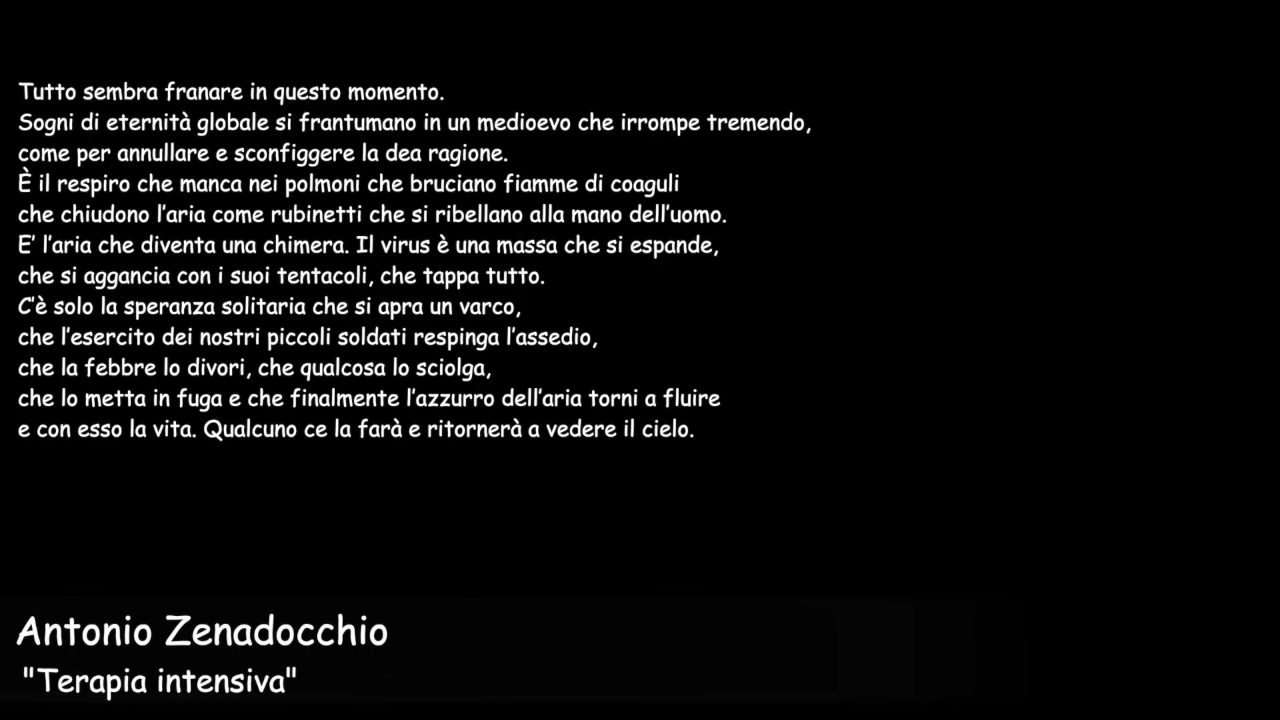 Tutto sembra franare in questo momento.
Sogni di eternità globale si frantumano in un medioevo che irrompe tremendo,
come per annullare e sconfiggere la dea ragione.
È il respiro che manca nei polmoni che bruciano fiamme di coaguli
che chiudono l'aria come rubinetti che si ribellano alla mano dell'uomo.
E' l'aria che diventa una chimera. Il virus è una massa che si espande,
che si aggancia con i suoi tentacoli, che tappa tutto.
C'è solo la speranza solitaria che si apra un varco,
che l'esercito dei nostri piccoli soldati respinga l'assedio,
che la febbre lo divori, che qualcosa lo sciolga,
che lo metta in fuga e che finalmente l'azzurro dell'aria torni a fluire
e con esso la vita. Qualcuno ce la farà e ritornerà a vedere il cielo.
Antonio Zenadocchio
"Terapia intensiva"